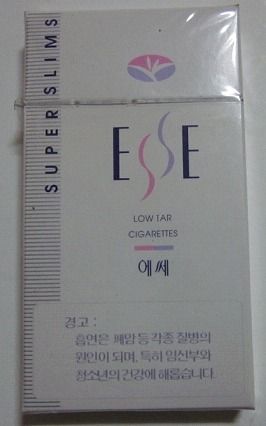 SUPER SLIMS
ESSE
LOW TAR
CIGARETTES
에쎄
경고 :
흡연은 폐암 등 각종 질병의
원인이 되며, 특히 임신부와
청소년의 건강에 해롭습니다.